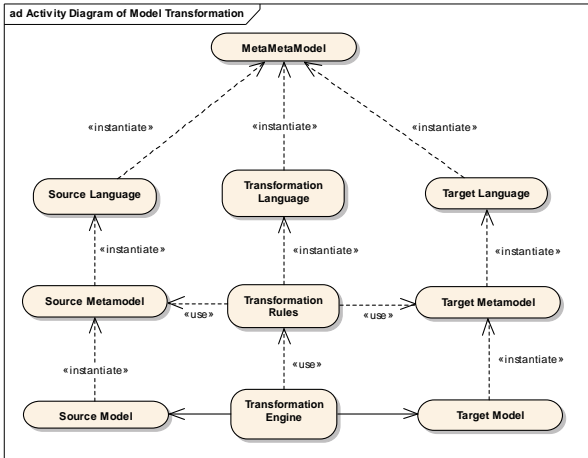 ad Activity Diagram of Model Transformation
MetaMetaModel
«instantiate»
«instantiate»
«instantiate»
Source Language
Transformation
Language
Target Language
«instantiate»
«instantiate»
«instantiate»
Source Metamodel
Transformation
Rules
Target Metamodel
«use»
«use»
«instantiate»
«use»
«instantiate»
Source Model
Transformation
Engine
Target Model